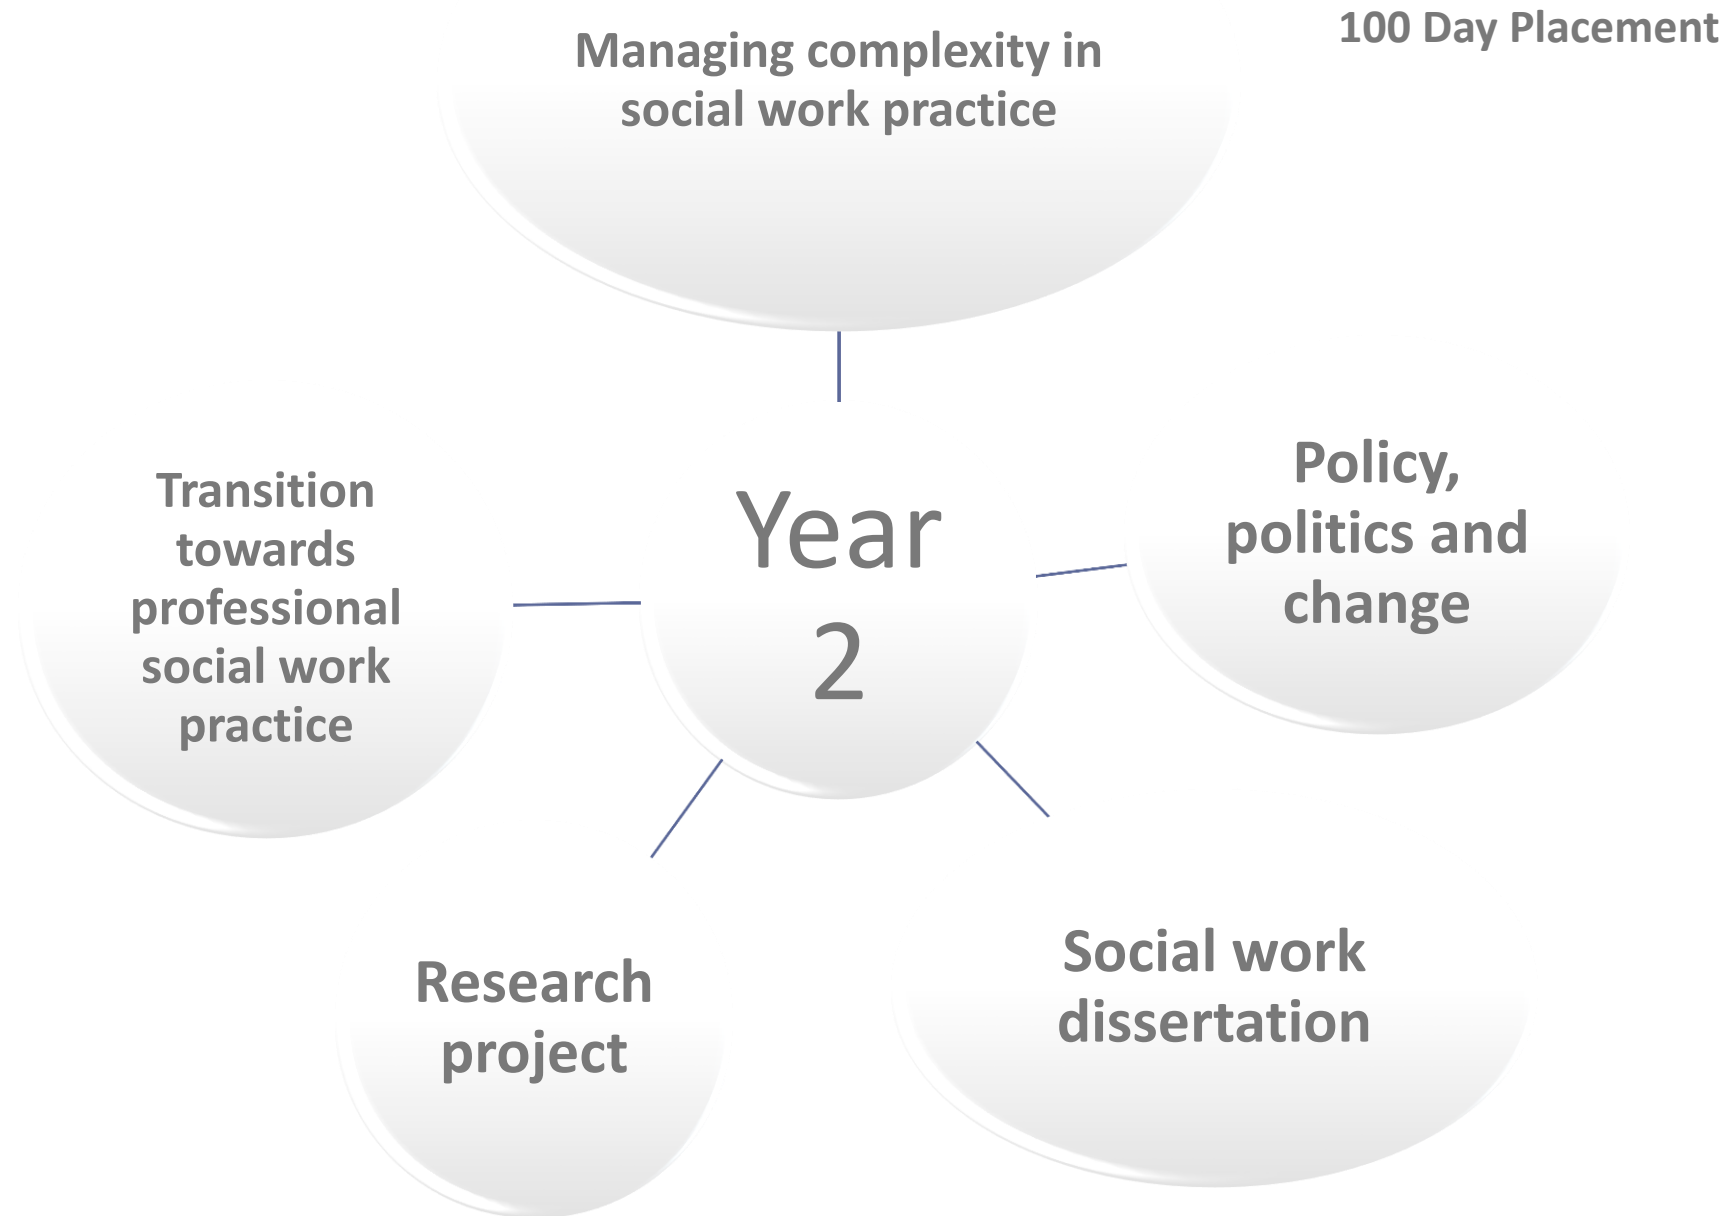 100 Day Placement
Managing complexity in
social work practice
Policy,
politics and
change
Transition
towards
professional
social work
practice
Year
2
Social work
dissertation
Research
project